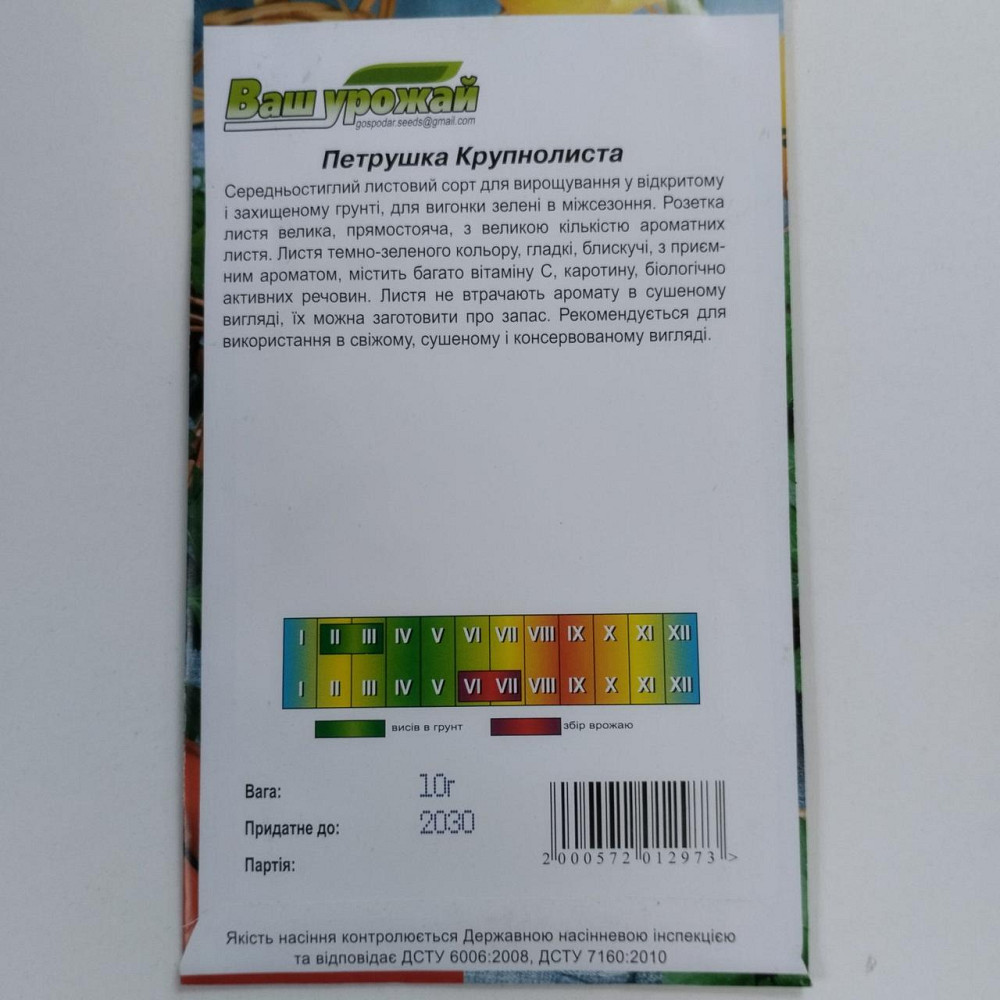 Ваш урожай
gospodar.seeds@gmail.com
Петрушка Крупнолиста
Середньостиглий листовий сорт для вирощування у відкритому
і захищеному грунті, для вигонки зелені в міжсезоння. Розетка
листя велика, прямостояча, з великою кількістю ароматних
листя. Листя темно-зеленого кольору, гладкі, блискучі, з приєм-
ним ароматом, містить багато вітаміну С, каротину, біологічно
активних речовин. Листя не втрачають аромату в сушеному
вигляді, їх можна заготовити про запас. Рекомендується для
використання в свіжому, сушеному і консервованому вигляді.
I II III IV V VI VII VIII IX X XI XII
I II III IV V VI VII VIII IX X XI XII
висів в грунт збір врожаю
Вага: 10г
Придатне до: 2030
Партія:
2 000572 012973 >
Якість насіння контролюється Державною насінневою інспекцією
та відповідає ДСТУ 6006:2008, ДСТУ 7160:2010